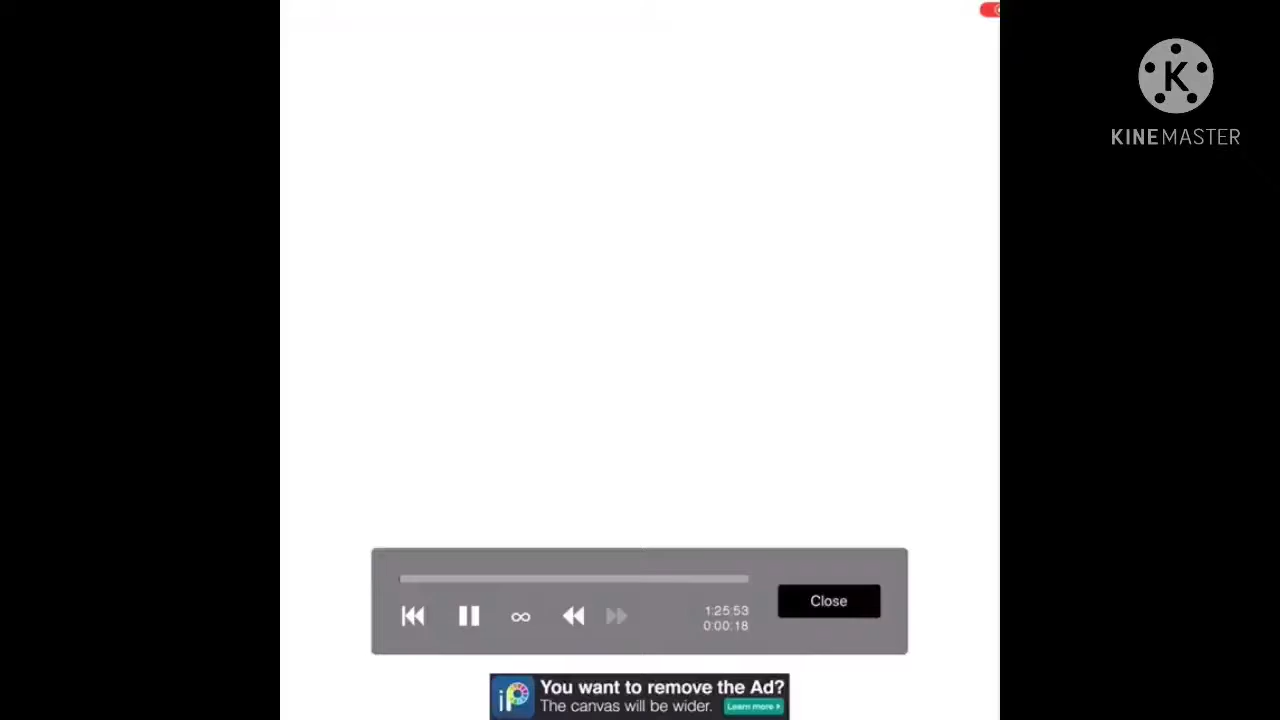 K
KINEMASTER
1:25:53
0:00:18
Close
iP
You want to remove the Ad?
The canvas will be wider.
Learn more